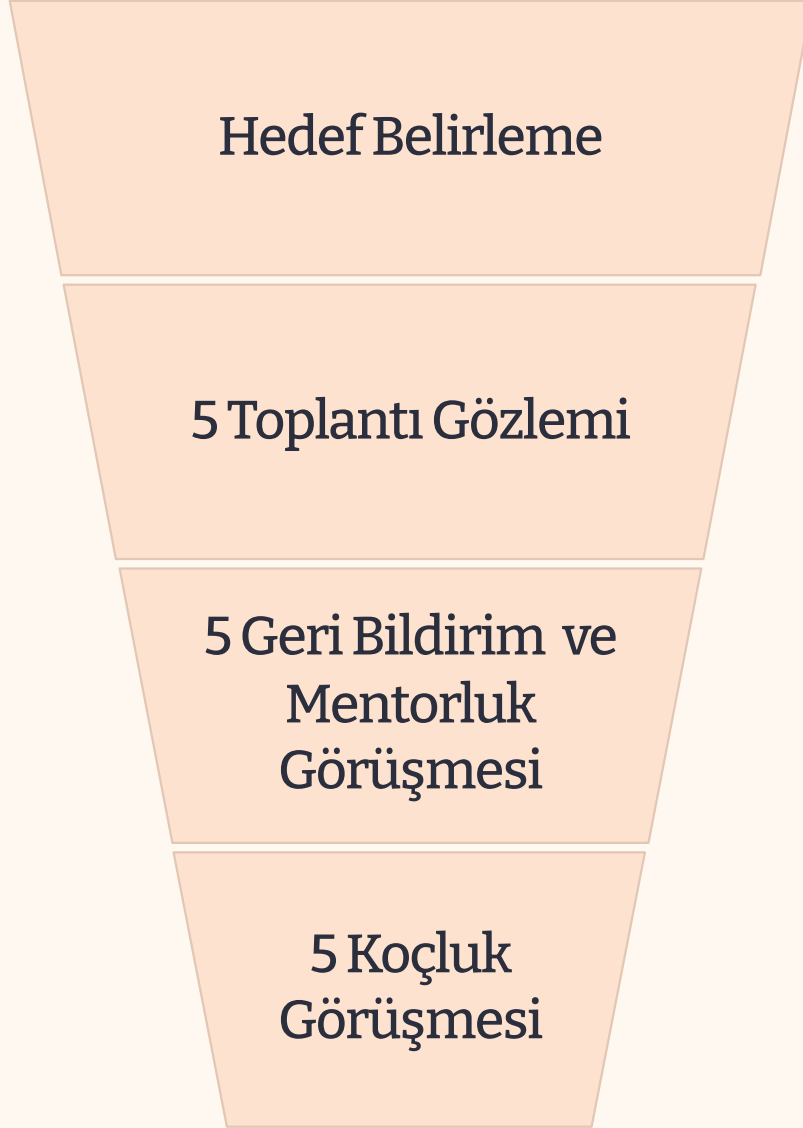 Hedef Belirleme
5 Toplantı Gözlemi
5 Geri Bildirim ve
Mentorluk
Görüşmesi
5 Koçluk
Görüşmesi